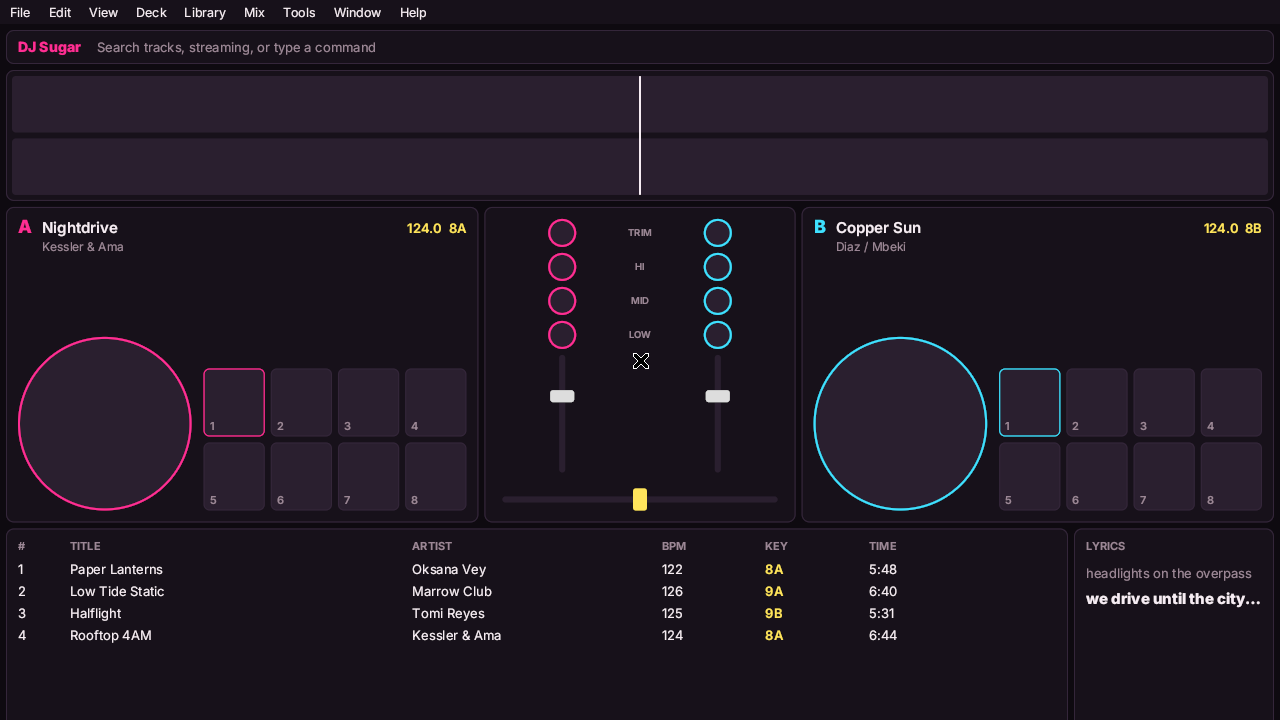 File Edit View Deck Library Mix Tools Window Help
DJ Sugar Search tracks, streaming, or type a command
A Nightdrive 124.0 8A
Kessler & Ama
1 2 3 4
5 6 7 8
TRIM
HI
MID
LOW
B Copper Sun 124.0 8B
Diaz / Mbeki
1 2 3 4
5 6 7 8
# TITLE ARTIST BPM KEY TIME
1 Paper Lanterns Oksana Vey 122 8A 5:48
2 Low Tide Static Marrow Club 126 9A 6:40
3 Halflight Tomi Reyes 125 9B 5:31
4 Rooftop 4AM Kessler & Ama 124 8A 6:44
LYRICS
headlights on the overpass
we drive until the city…